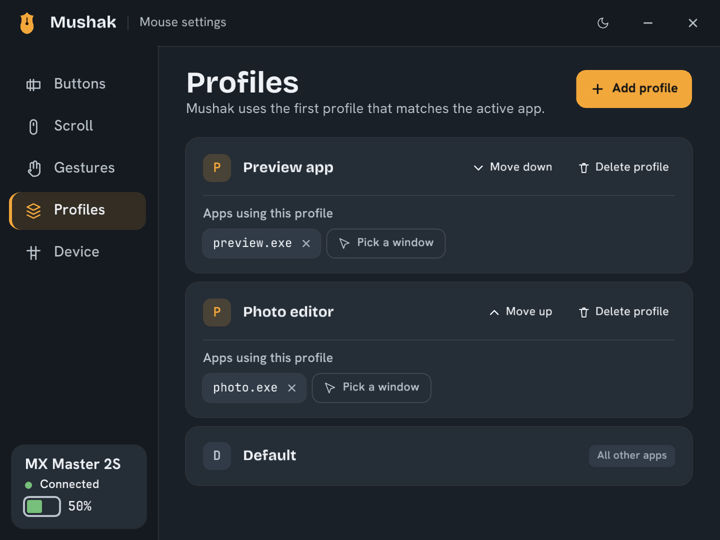 Mushak
Mouse settings
Buttons
Scroll
Gestures
Profiles
Device
MX Master 2S
Connected
50%
Profiles
Mushak uses the first profile that matches the active app.
Add profile
P
Preview app
Move down
Delete profile
Apps using this profile
preview.exe
Pick a window
P
Photo editor
Move up
Delete profile
Apps using this profile
photo.exe
Pick a window
D
Default
All other apps